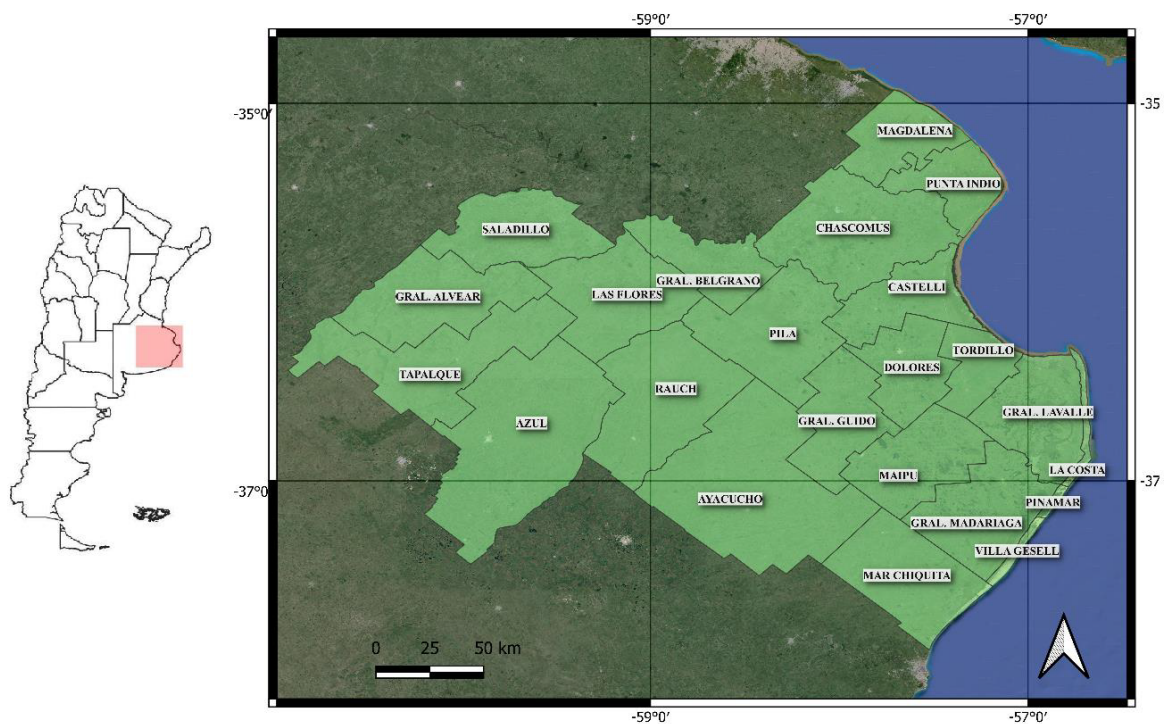 -59°0′
-57°0′
-35°0′
-35
MAGDALENA
PUNTA INDIO
SALADILLO
CHASCOMUS
GRAL. BELGRANO
CASTELLI
GRAL. ALVEAR
LAS FLORES
PILA
TORDILLO
DOLORES
TAPALQUE
RAUCH
GRAL. LAVALLE
AZUL
GRAL. GUIDO
LA COSTA
MAIPU
-37°0′
-37
AYACUCHO
PINAMAR
GRAL. MADARIAGA
VILLA GESELL
MAR CHIQUITA
0 25 50 km
-59°0′
-57°0′